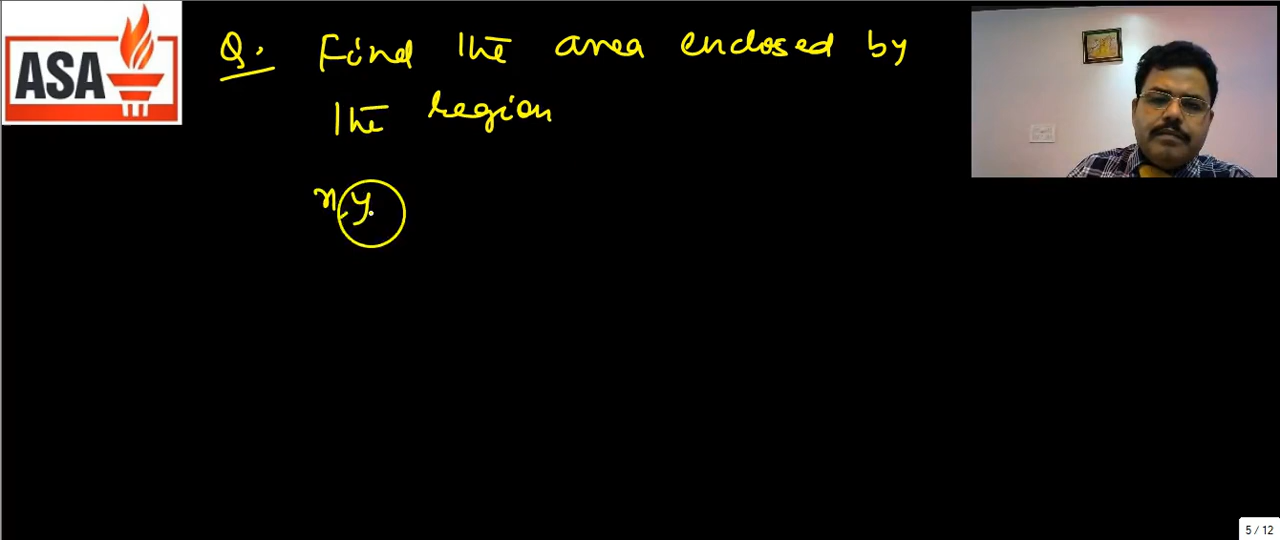 ASA
Q. Find the area enclosed by
the region
x, y
5 / 12